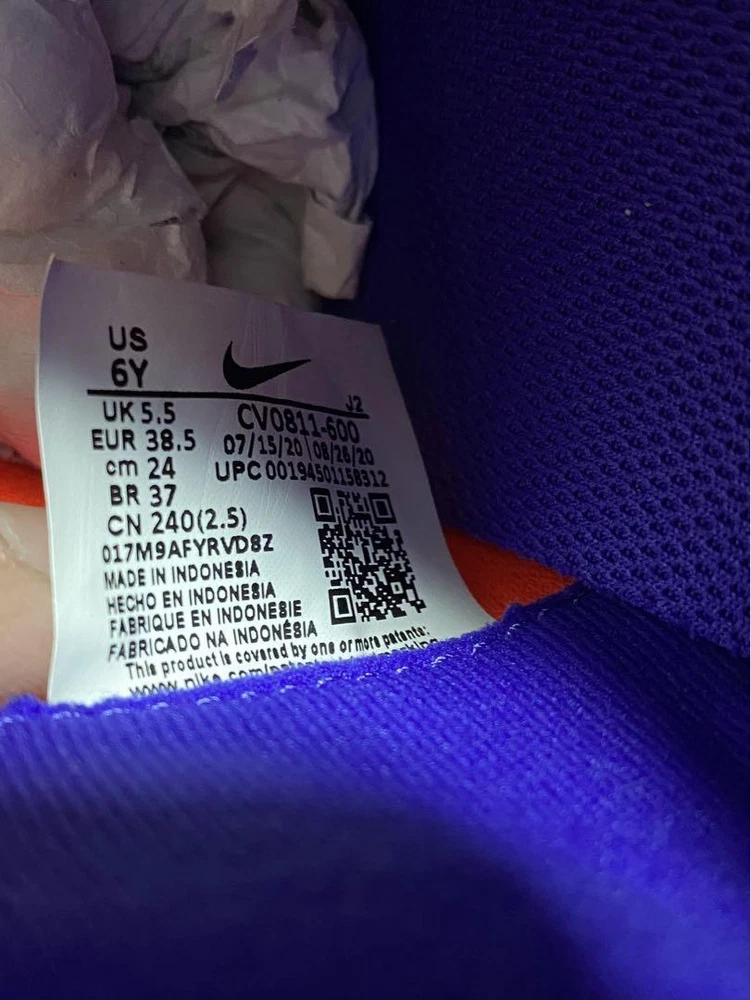 US
6Y
J2
UK 5.5
CV0811-600
EUR 38.5
07/15/20 08/26/20
cm 24
UPC 00194501158312
BR 37
CN 240(2.5)
017M9AFYRVD8Z
MADE IN INDONESIA
HECHO EN INDONESIA
FABRIQUE EN INDONESIE
FABRICADO NA INDONÉSIA
This product is covered by one or more patents: